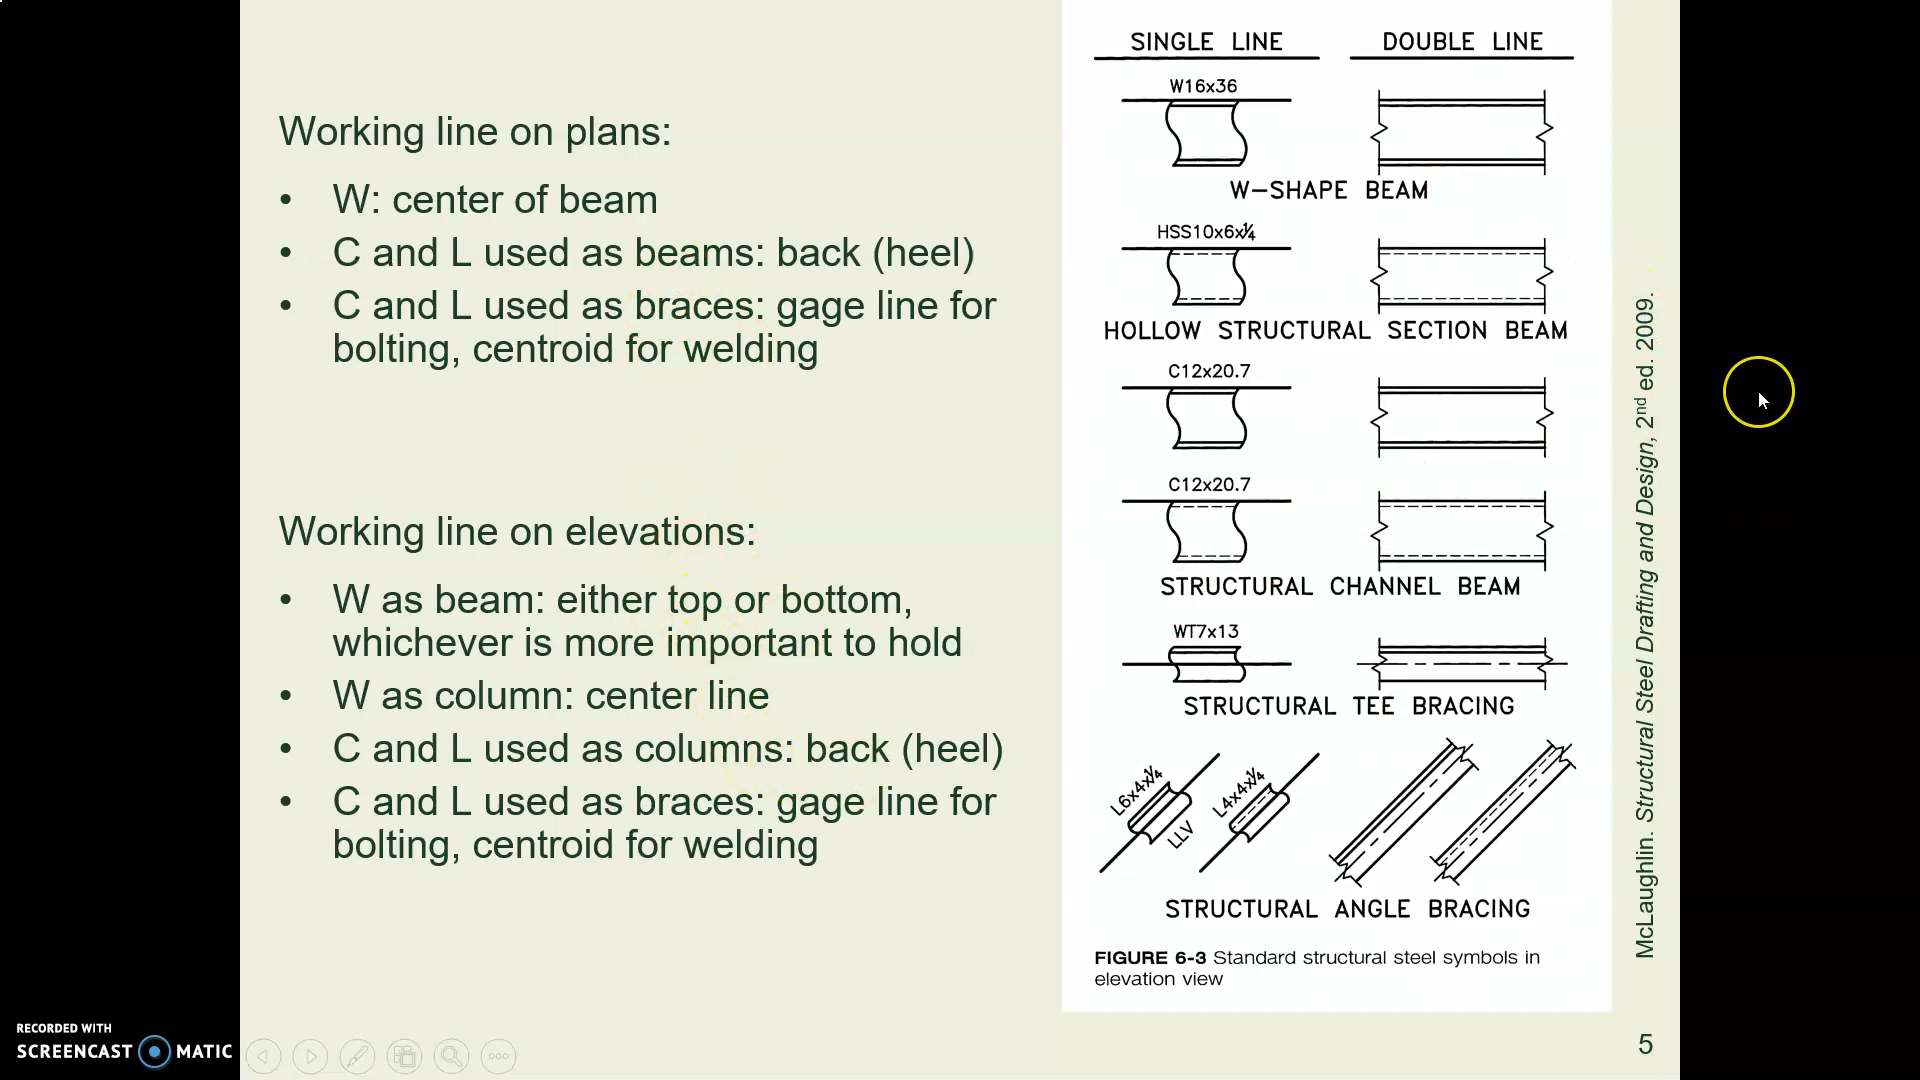 Working line on plans:
• W: center of beam
• C and L used as beams: back (heel)
• C and L used as braces: gage line for
bolting, centroid for welding
Working line on elevations:
• W as beam: either top or bottom,
whichever is more important to hold
• W as column: center line
• C and L used as columns: back (heel)
• C and L used as braces: gage line for
bolting, centroid for welding
SINGLE LINE DOUBLE LINE
W16x36
W-SHAPE BEAM
HSS10x6x¼
HOLLOW STRUCTURAL SECTION BEAM
C12x20.7
C12x20.7
STRUCTURAL CHANNEL BEAM
WT7x13
STRUCTURAL TEE BRACING
L6x4x¼
LLV
L4x4x¼
STRUCTURAL ANGLE BRACING
FIGURE 6-3 Standard structural steel symbols in
elevation view
McLaughlin. Structural Steel Drafting and Design, 2nd ed. 2009.
5
RECORDED WITH
SCREENCAST MATIC